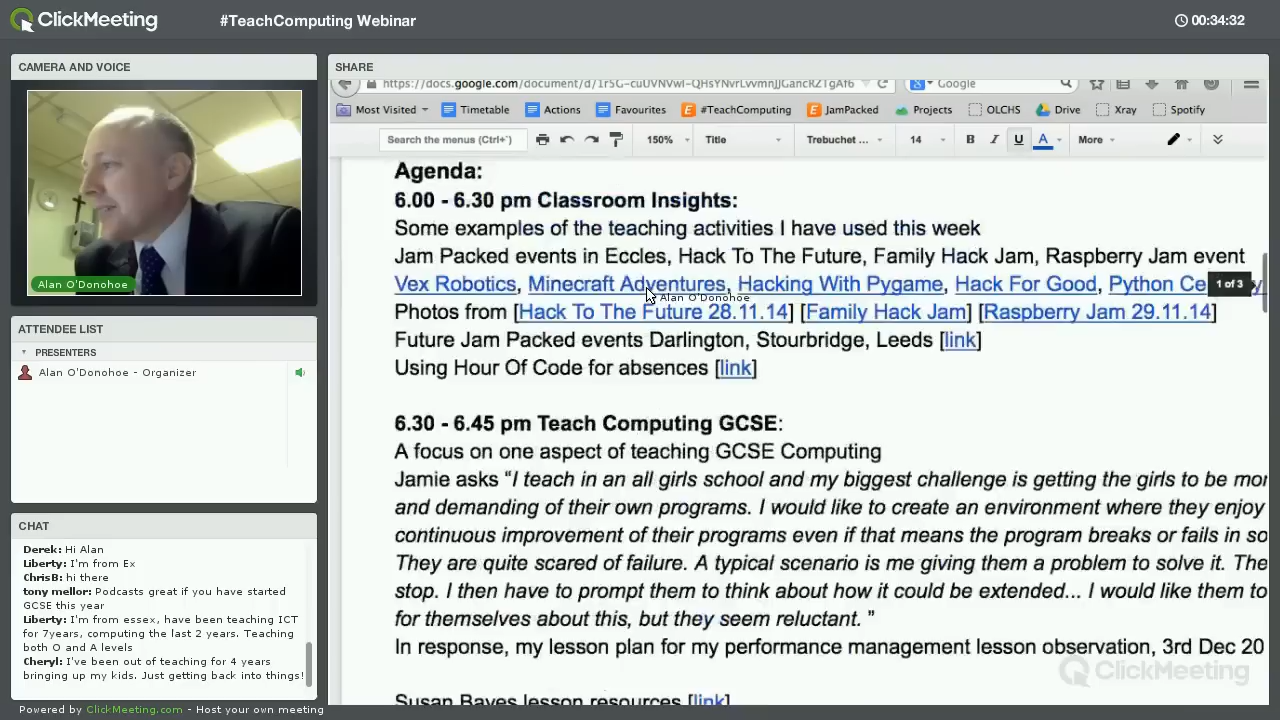 ClickMeeting
#TeachComputing Webinar
00:34:32
CAMERA AND VOICE
Alan O'Donohoe
ATTENDEE LIST
PRESENTERS
Alan O'Donohoe - Organizer
CHAT
Derek: Hi Alan
Liberty: I'm from Ex
ChrisB: hi there
tony mellor: Podcasts great if you have started
GCSE this year
Liberty: I'm from essex, have been teaching ICT
for 7years, computing the last 2 years. Teaching
both O and A levels
Cheryl: I've been out of teaching for 4 years
bringing up my kids. Just getting back into things!
SHARE
Google
Most Visited Timetable Actions Favourites #TeachComputing JamPacked Projects OLCHS Drive Xray Spotify
Search the menus (Ctrl+`) 150% Title Trebuchet ... 14 B I U A More
Agenda:
6.00 - 6.30 pm Classroom Insights:
Some examples of the teaching activities I have used this week
Jam Packed events in Eccles, Hack To The Future, Family Hack Jam, Raspberry Jam event
Vex Robotics, Minecraft Adventures, Hacking With Pygame, Hack For Good, Python Ce
1 of 3
Alan O'Donohoe
Photos from [Hack To The Future 28.11.14] [Family Hack Jam] [Raspberry Jam 29.11.14]
Future Jam Packed events Darlington, Stourbridge, Leeds [link]
Using Hour Of Code for absences [link]
6.30 - 6.45 pm Teach Computing GCSE:
A focus on one aspect of teaching GCSE Computing
Jamie asks “I teach in an all girls school and my biggest challenge is getting the girls to be mor
and demanding of their own programs. I would like to create an environment where they enjoy
continuous improvement of their programs even if that means the program breaks or fails in so
They are quite scared of failure. A typical scenario is me giving them a problem to solve it. The
stop. I then have to prompt them to think about how it could be extended... I would like them to
for themselves about this, but they seem reluctant. ”
In response, my lesson plan for my performance management lesson observation, 3rd Dec 20
Susan Bayes lesson resources [link]
ClickMeeting
Powered by ClickMeeting.com - Host your own meeting